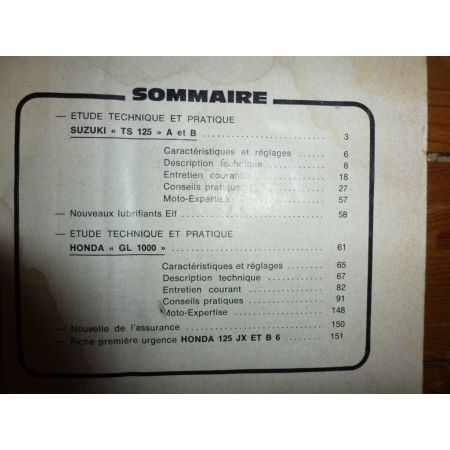 SOMMAIRE
— ETUDE TECHNIQUE ET PRATIQUE
SUZUKI « TS 125 » A et B .......................... 3
Caractéristiques et réglages ..... 6
Description technique ............ 8
Entretien courant ................ 18
Conseils pratiques ............... 27
Moto-Expertise ................... 57
— Nouveaux lubrifiants Elf .......................... 58
— ETUDE TECHNIQUE ET PRATIQUE
HONDA « GL 1000 » .......................... 61
Caractéristiques et réglages ....... 65
Description technique ............ 67
Entretien courant ................ 82
Conseils pratiques ............... 91
Moto-Expertise ................... 148
— Nouvelle de l'assurance .......................... 150
— Fiche première urgence HONDA 125 JX ET B 6 ....... 151